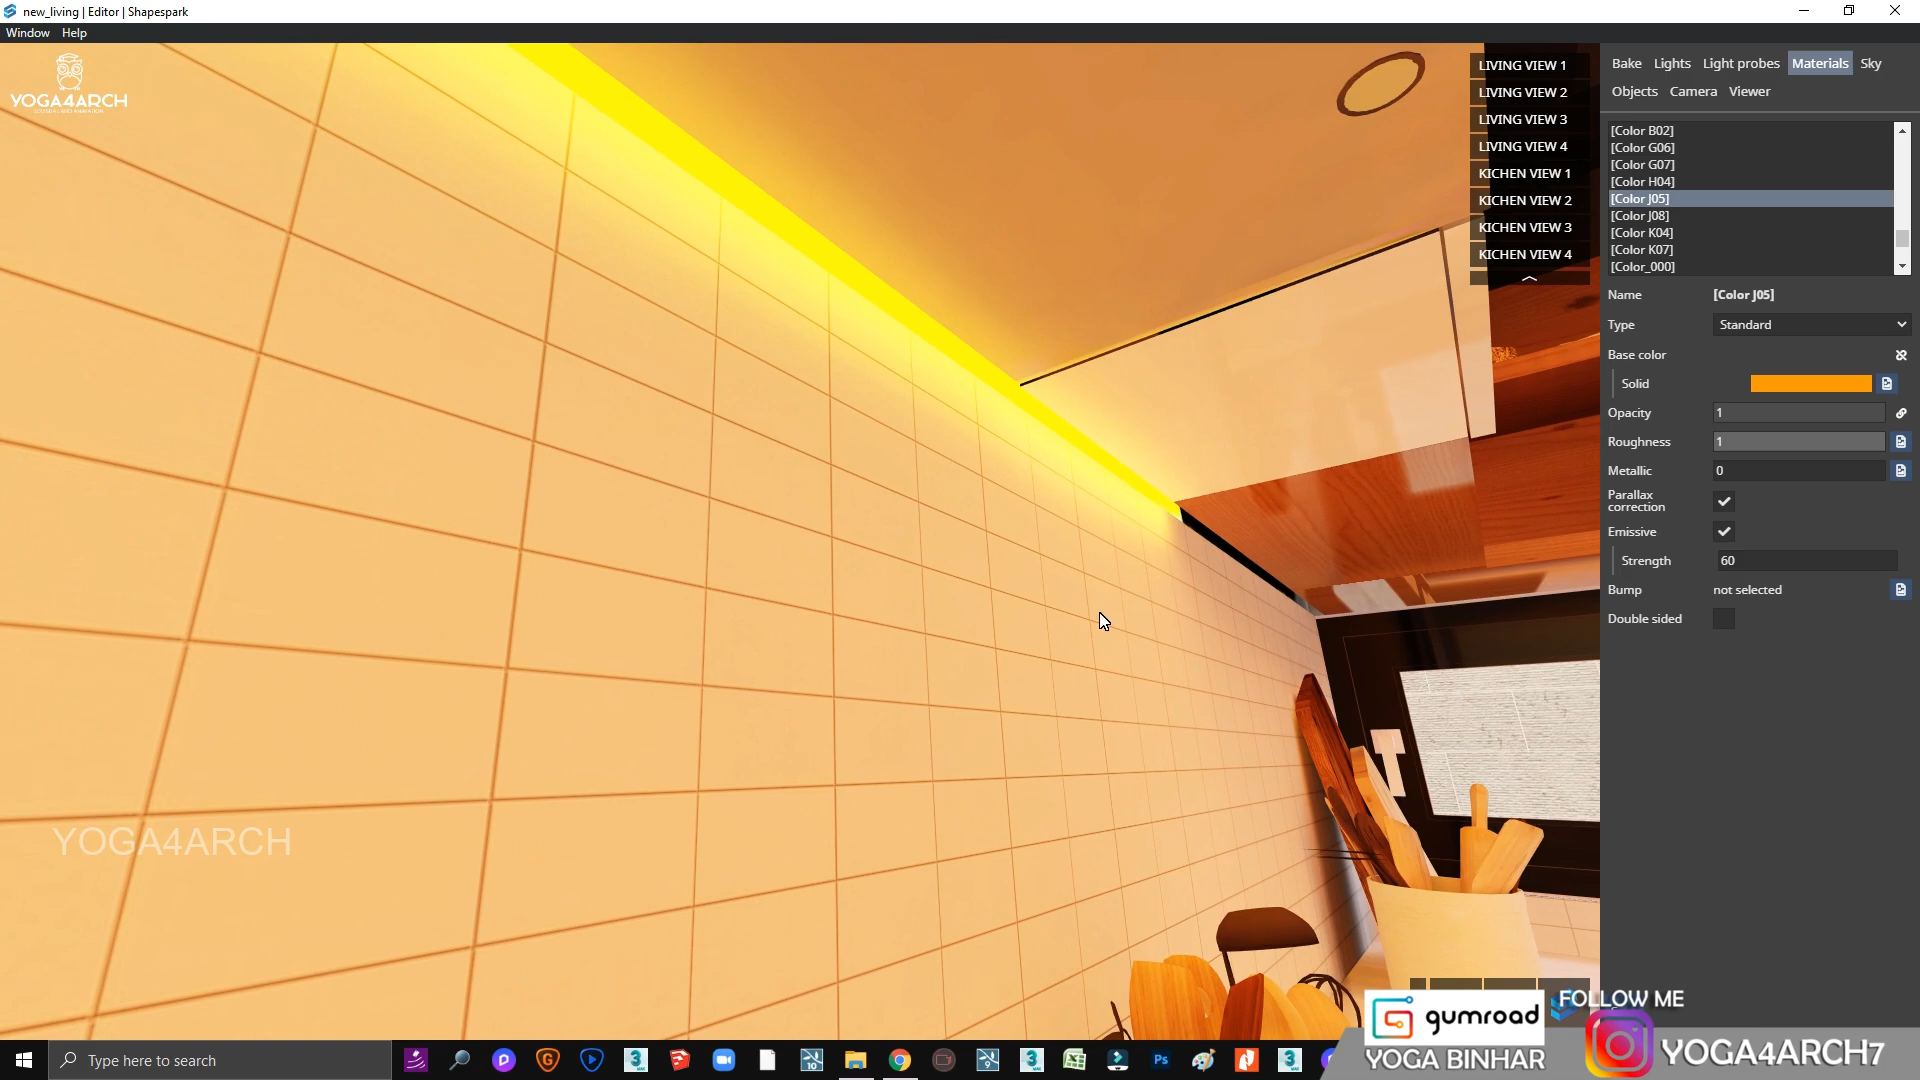 new_living | Editor | Shapespark
Window Help
YOGA4ARCH
LIVING VIEW 1
LIVING VIEW 2
LIVING VIEW 3
LIVING VIEW 4
KICHEN VIEW 1
KICHEN VIEW 2
KICHEN VIEW 3
KICHEN VIEW 4
Bake Lights Light probes Materials Sky
Objects Camera Viewer
[Color B02]
[Color G06]
[Color G07]
[Color H04]
[Color J05]
[Color J08]
[Color K04]
[Color K07]
[Color_000]
Name [Color J05]
Type Standard
Base color
Solid
Opacity 1
Roughness 1
Metallic 0
Parallax
correction
Emissive
Strength 60
Bump not selected
Double sided
YOGA4ARCH
FOLLOW ME
gumroad
YOGA BINHAR
YOGA4ARCH7
Type here to search